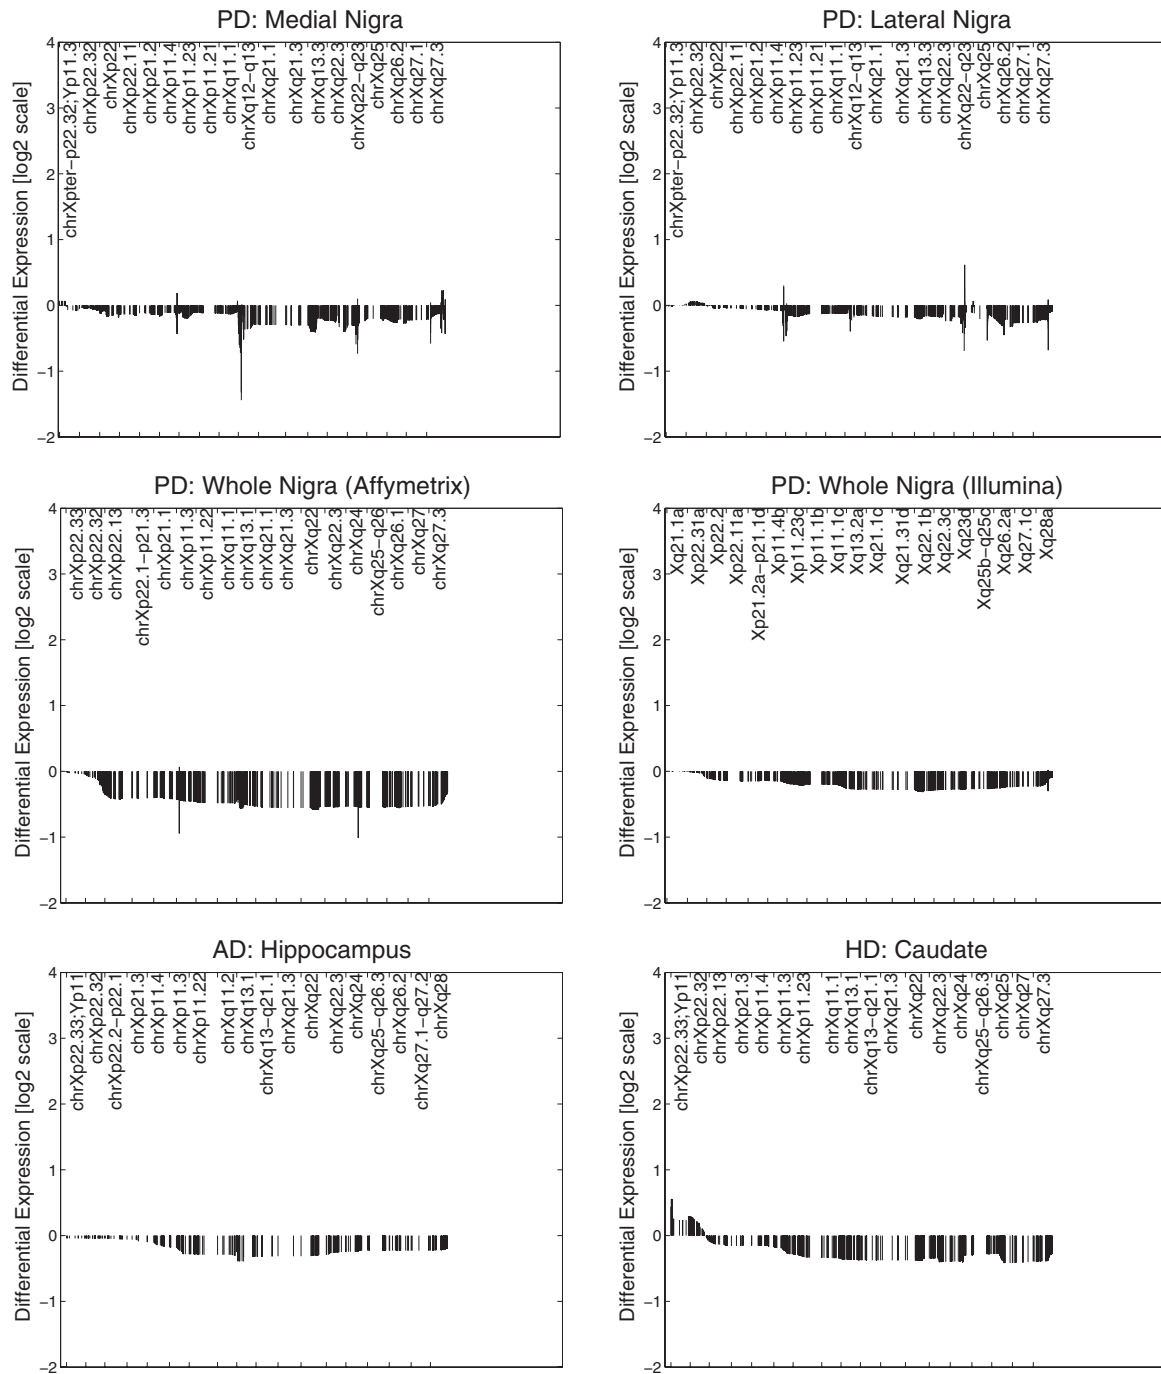 PD: Medial Nigra
Differential Expression [log2 scale]
4
3
2
1
0
−1
−2
chrXpter−p22.32;Yp11.3
chrXp22.32
chrXp22
chrXp22.11
chrXp21.2
chrXp11.4
chrXp11.23
chrXp11.21
chrXq11.1
chrXq12−q13
chrXq21.1
chrXq21.3
chrXq13.3
chrXq22.3
chrXq22−q23
chrXq25
chrXq26.2
chrXq27.1
chrXq27.3
PD: Lateral Nigra
Differential Expression [log2 scale]
4
3
2
1
0
−1
−2
chrXpter−p22.32;Yp11.3
chrXp22.32
chrXp22
chrXp22.11
chrXp21.2
chrXp11.4
chrXp11.23
chrXp11.21
chrXq11.1
chrXq12−q13
chrXq21.1
chrXq21.3
chrXq13.3
chrXq22.3
chrXq22−q23
chrXq25
chrXq26.2
chrXq27.1
chrXq27.3
PD: Whole Nigra (Affymetrix)
Differential Expression [log2 scale]
4
3
2
1
0
−1
−2
chrXp22.33
chrXp22.32
chrXp22.13
chrXp22.1−p21.3
chrXp21.1
chrXp11.3
chrXp11.22
chrXq11.1
chrXq13.1
chrXq21.1
chrXq21.3
chrXq22
chrXq22.3
chrXq24
chrXq25−q26
chrXq26.1
chrXq27
chrXq27.3
PD: Whole Nigra (Illumina)
Differential Expression [log2 scale]
4
3
2
1
0
−1
−2
Xq21.1a
Xp22.31a
Xp22.2
Xp22.11a
Xp21.2a−p21.1d
Xp11.4b
Xp11.23c
Xp11.1b
Xq11.1c
Xq13.2a
Xq21.1c
Xq21.31d
Xq22.1b
Xq22.3c
Xq23d
Xq25b−q25c
Xq26.2a
Xq27.1c
Xq28a
AD: Hippocampus
Differential Expression [log2 scale]
4
3
2
1
0
−1
−2
chrXp22.33;Yp11
chrXp22.32
chrXp22.2−p22.1
chrXp21.3
chrXp11.4
chrXp11.3
chrXp11.22
chrXq11.2
chrXq13.1
chrXq13−q21.1
chrXq21.3
chrXq22
chrXq22.3
chrXq24
chrXq25−q26.3
chrXq26.2
chrXq27.1−q27.2
chrXq28
HD: Caudate
Differential Expression [log2 scale]
4
3
2
1
0
−1
−2
chrXp22.33;Yp11
chrXp22.32
chrXp22.13
chrXp21.3
chrXp11.4
chrXp11.3
chrXp11.23
chrXq11.1
chrXq13.1
chrXq13−q21.1
chrXq21.3
chrXq22
chrXq22.3
chrXq24
chrXq25−q26.3
chrXq25
chrXq27
chrXq27.3